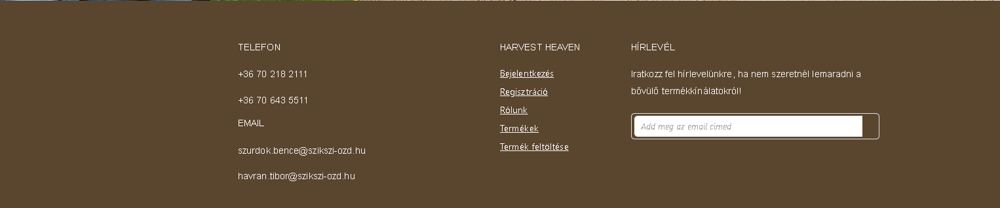 TELEFON
+36 70 218 2111
+36 70 643 5511
EMAIL
szurdok.bence@szikszi-ozd.hu
havran.tibor@szikszi-ozd.hu
HARVEST HEAVEN
Bejelentkezés
Regisztráció
Rólunk
Termékek
Termék feltöltése
HÍRLEVÉL
Iratkozz fel hírlevelünkre, ha nem szeretnél lemaradni a
bővülő termékkínálatokról!
Add meg az email címed